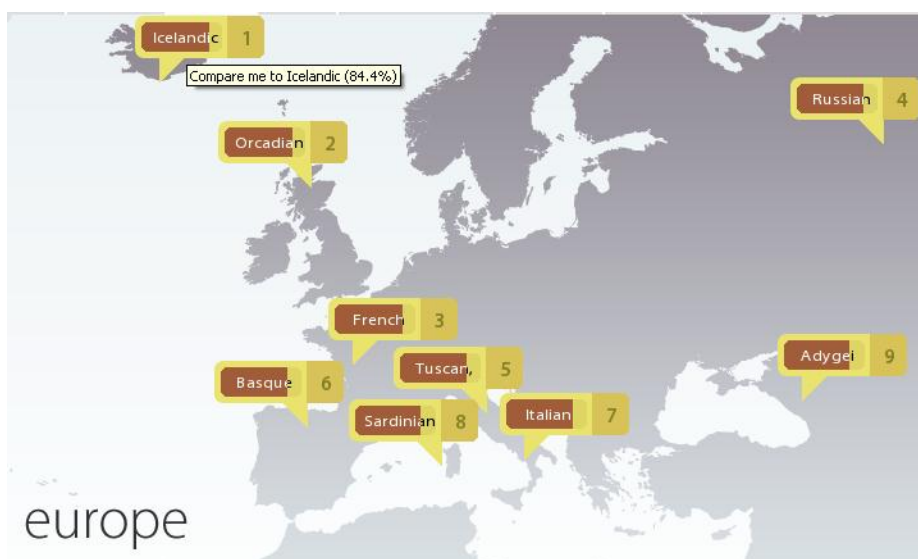 Icelandic 1
Compare me to Icelandic (84.4%)
Russian 4
Orcadian 2
French 3
Adygei 9
Tuscan, 5
Basque 6
Italian 7
Sardinian 8
europe